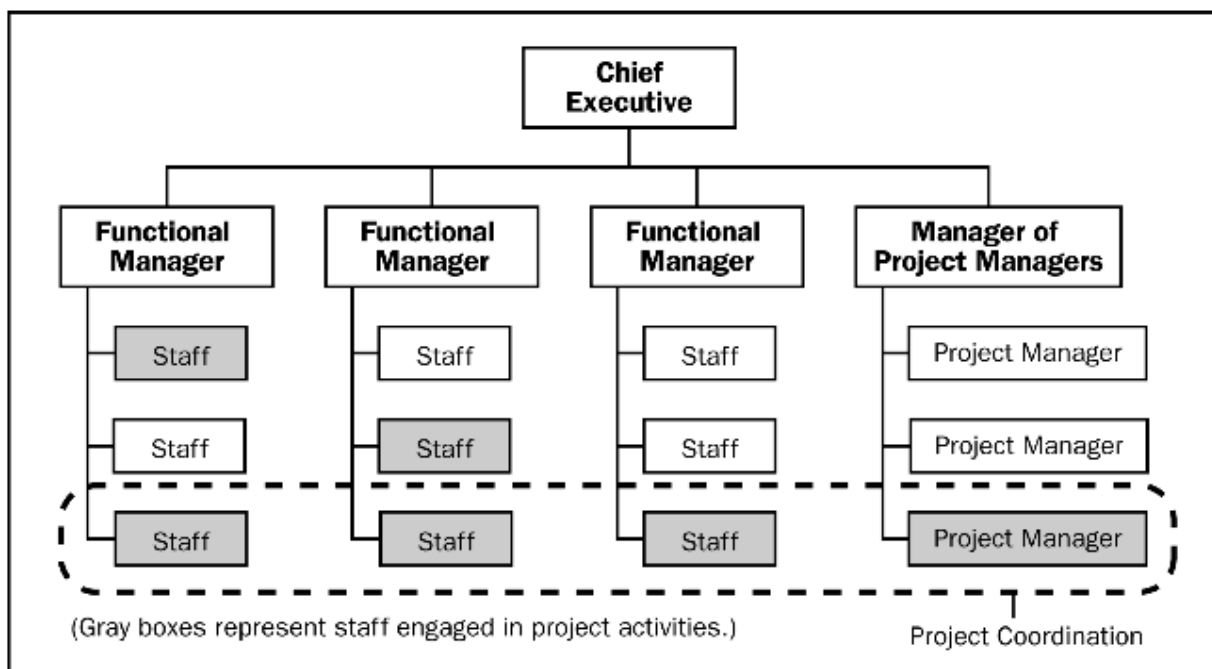 Chief
Executive
Functional
Manager
Functional
Manager
Functional
Manager
Manager of
Project Managers
Staff
Staff
Staff
Project Manager
Staff
Staff
Staff
Project Manager
Staff
Staff
Staff
Project Manager
(Gray boxes represent staff engaged in project activities.)
Project Coordination